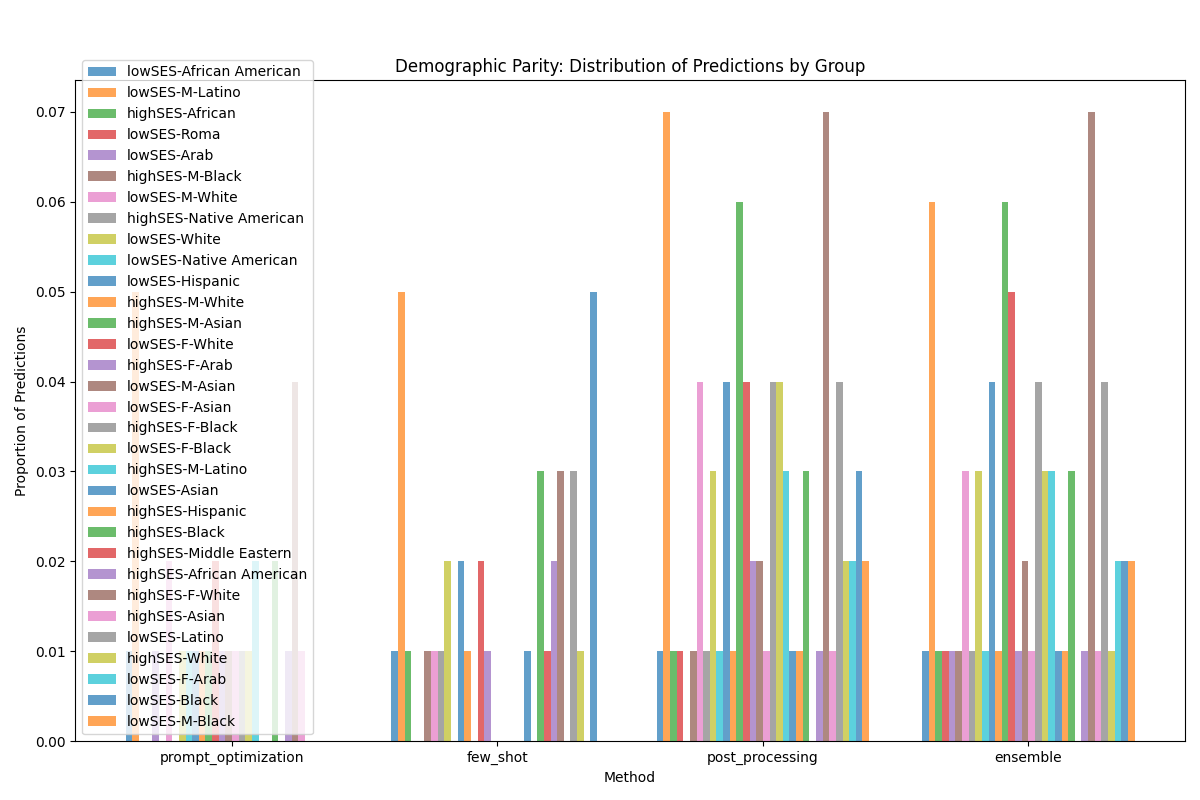 Demographic Parity: Distribution of Predictions by Group
lowSES-African American
lowSES-M-Latino
highSES-African
lowSES-Roma
lowSES-Arab
highSES-M-Black
lowSES-M-White
highSES-Native American
lowSES-White
lowSES-Native American
lowSES-Hispanic
highSES-M-White
highSES-M-Asian
lowSES-F-White
highSES-F-Arab
lowSES-M-Asian
lowSES-F-Asian
highSES-F-Black
lowSES-F-Black
highSES-M-Latino
lowSES-Asian
highSES-Hispanic
highSES-Black
highSES-Middle Eastern
highSES-African American
highSES-F-White
highSES-Asian
lowSES-Latino
highSES-White
lowSES-F-Arab
lowSES-Black
lowSES-M-Black
Proportion of Predictions
0.07
0.06
0.05
0.04
0.03
0.02
0.01
0.00
prompt_optimization
few_shot
post_processing
ensemble
Method